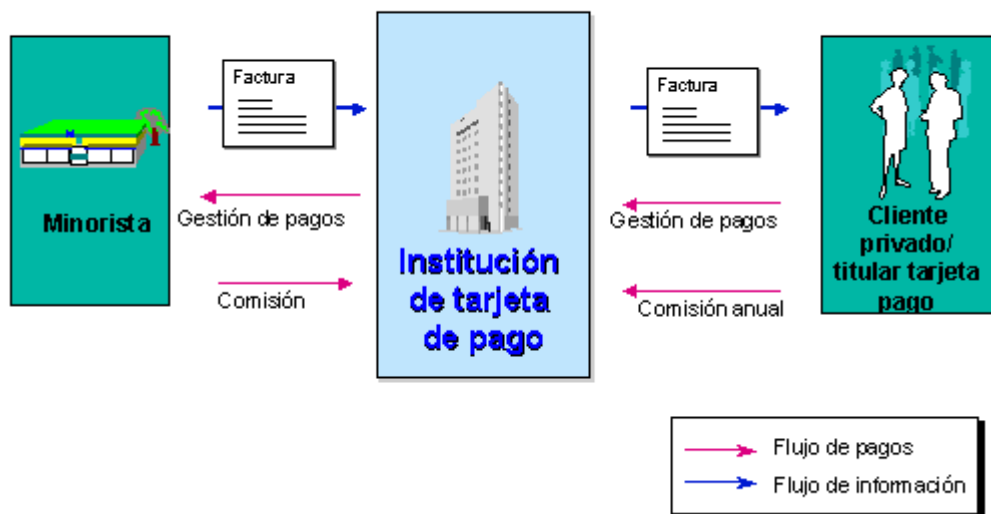 Factura
Factura
Minorista
Gestión de pagos
Gestión de pagos
Cliente
privado/
titular tarjeta
pago
Institución
de tarjeta
de pago
Comisión
Comisión anual
Flujo de pagos
Flujo de información